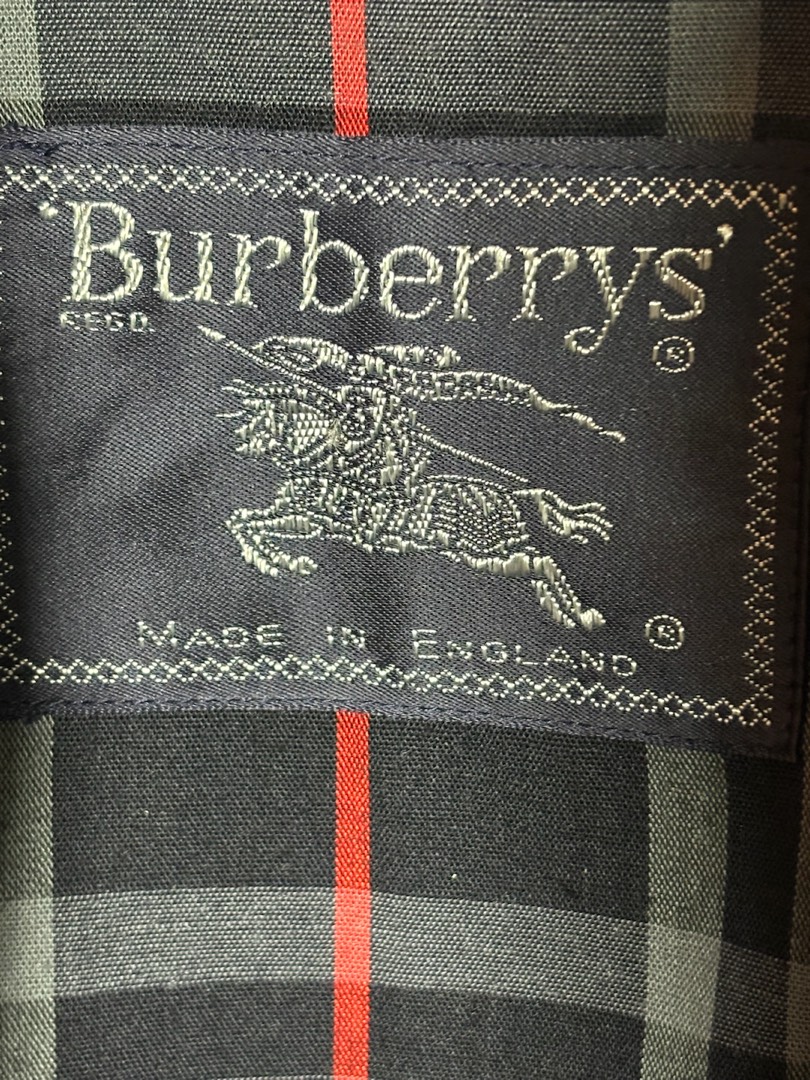 'Burberrys'
REGD.
®
MADE IN ENGLAND
®